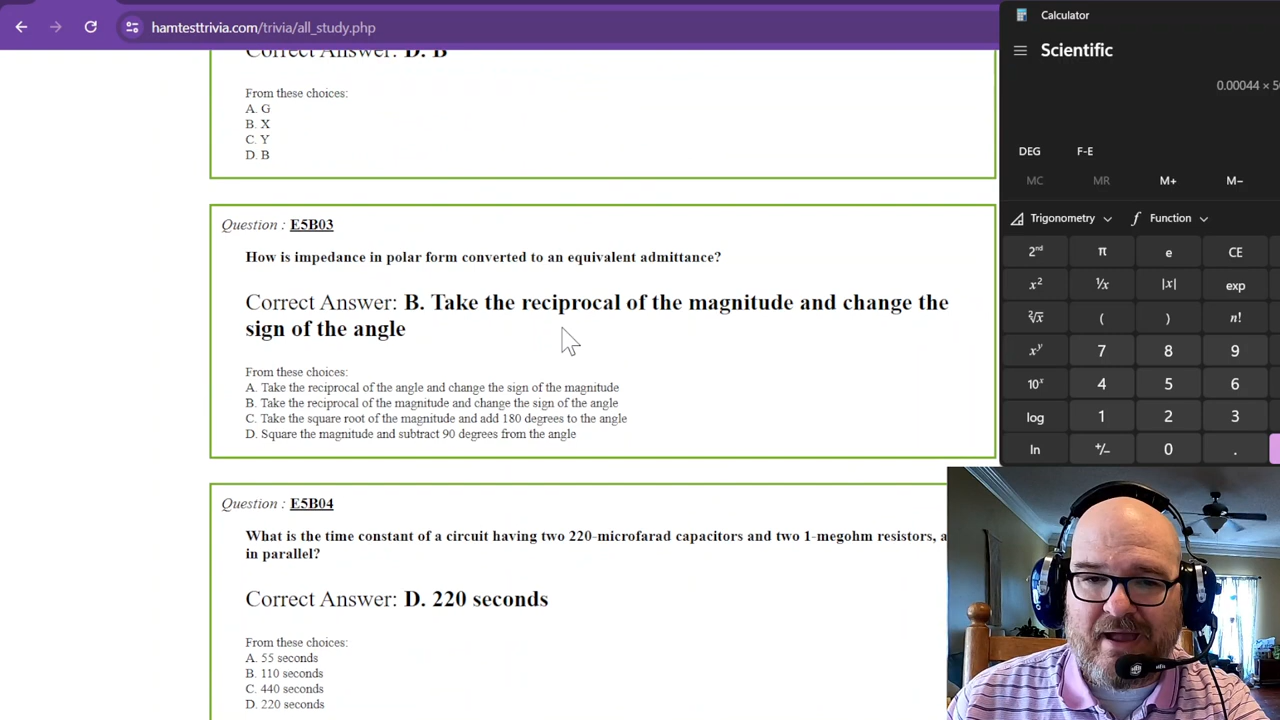 hamtesttrivia.com/trivia/all_study.php
Calculator
Scientific
0.00044 × 5
DEG
F-E
MC
MR
M+
M−
Trigonometry
Function
2nd
π
e
CE
x²
¹/x
|x|
exp
²√x
(
)
n!
xʸ
7
8
9
10ˣ
4
5
6
log
1
2
3
ln
+/−
0
.
Correct Answer: D. B
From these choices:
A. G
B. X
C. Y
D. B
Question : E5B03
How is impedance in polar form converted to an equivalent admittance?
Correct Answer: B. Take the reciprocal of the magnitude and change the
sign of the angle
From these choices:
A. Take the reciprocal of the angle and change the sign of the magnitude
B. Take the reciprocal of the magnitude and change the sign of the angle
C. Take the square root of the magnitude and add 180 degrees to the angle
D. Square the magnitude and subtract 90 degrees from the angle
Question : E5B04
What is the time constant of a circuit having two 220-microfarad capacitors and two 1-megohm resistors, a
in parallel?
Correct Answer: D. 220 seconds
From these choices:
A. 55 seconds
B. 110 seconds
C. 440 seconds
D. 220 seconds